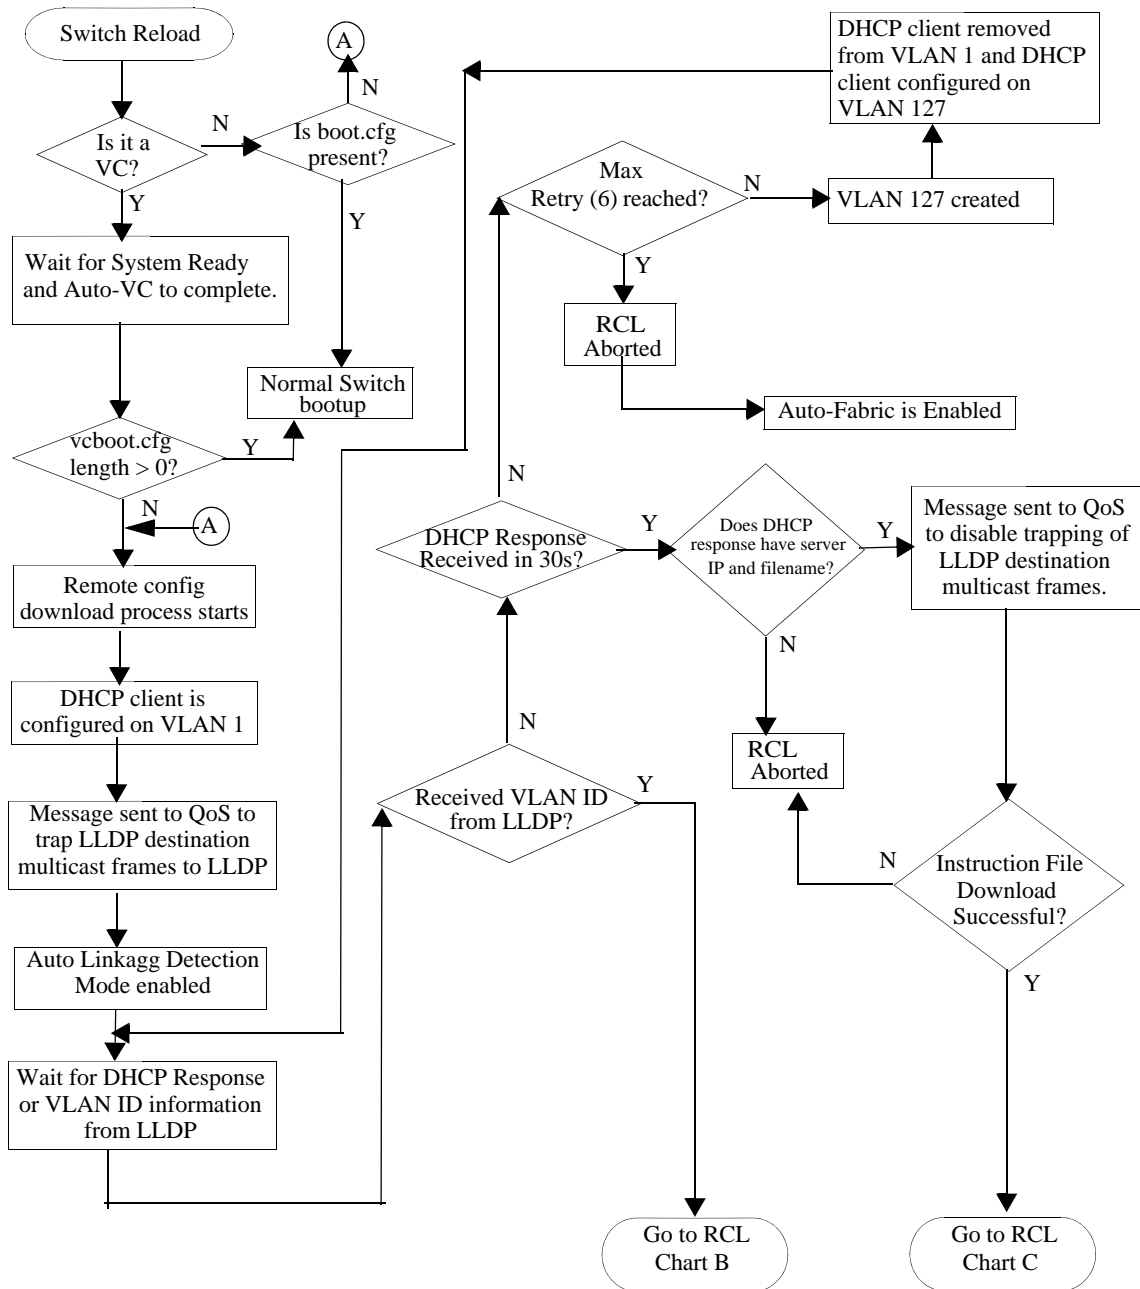 Switch Reload
Is it a
VC?
N
Y
Is boot.cfg
present?
N
A
Y
Wait for System Ready
and Auto-VC to complete.
Normal Switch
bootup
vcboot.cfg
length > 0?
Y
N
A
Remote config
download process starts
DHCP client is
configured on VLAN 1
Message sent to QoS to
trap LLDP destination
multicast frames to LLDP
Auto Linkagg Detection
Mode enabled
Wait for DHCP Response
or VLAN ID information
from LLDP
DHCP client removed
from VLAN 1 and DHCP
client configured on
VLAN 127
Max
Retry (6) reached?
N
VLAN 127 created
Y
RCL
Aborted
Auto-Fabric is Enabled
N
DHCP Response
Received in 30s?
Y
Does DHCP
response have server
IP and filename?
Y
Message sent to QoS
to disable trapping of
LLDP destination
multicast frames.
N
RCL
Aborted
N
Received VLAN ID
from LLDP?
Y
N
Instruction File
Download
Successful?
Y
Go to RCL
Chart B
Go to RCL
Chart C